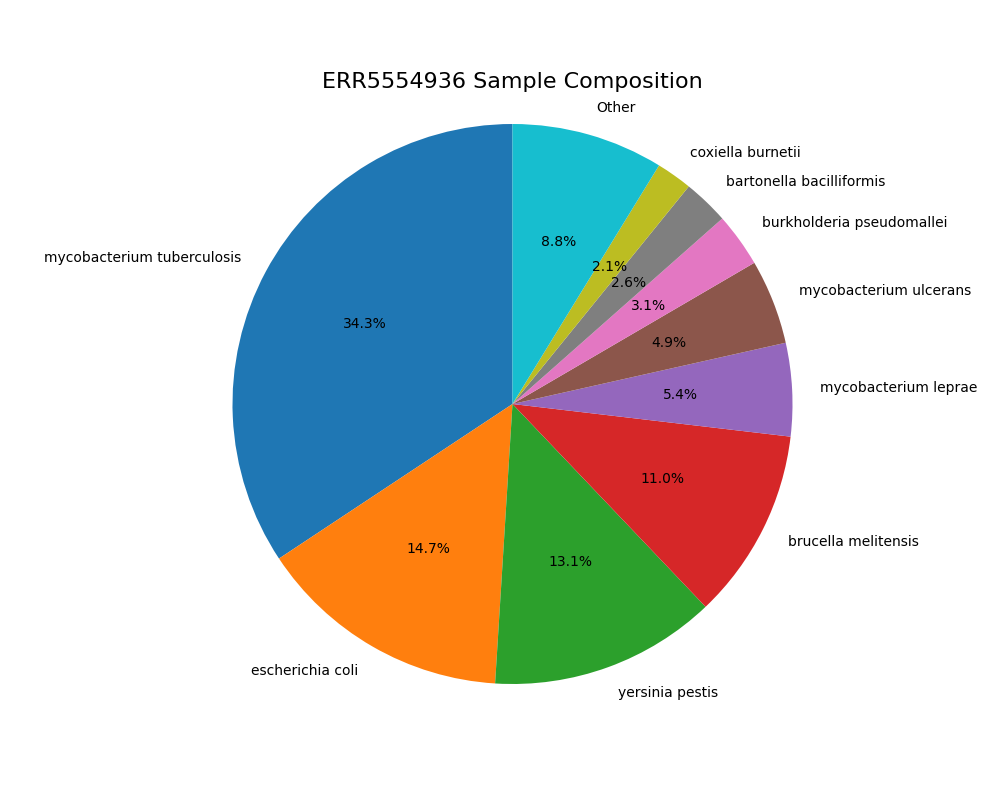 ERR5554936 Sample Composition
Other
coxiella burnetii
bartonella bacilliformis
burkholderia pseudomallei
mycobacterium ulcerans
mycobacterium leprae
brucella melitensis
yersinia pestis
escherichia coli
mycobacterium tuberculosis
8.8%
2.1%
2.6%
3.1%
4.9%
5.4%
11.0%
13.1%
14.7%
34.3%